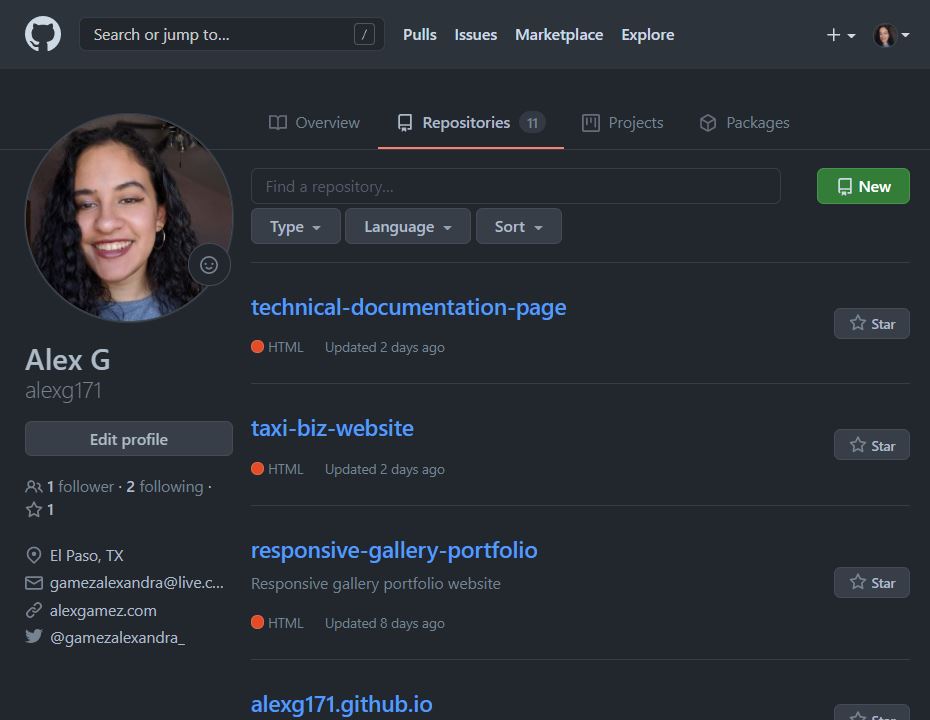 Search or jump to... / Pulls Issues Marketplace Explore
Overview Repositories 11 Projects Packages
Find a repository... New
Type Language Sort
technical-documentation-page
Star
HTML Updated 2 days ago
taxi-biz-website
Star
HTML Updated 2 days ago
responsive-gallery-portfolio
Responsive gallery portfolio website
Star
HTML Updated 8 days ago
alexg171.github.io
Star
Alex G
alexg171
Edit profile
1 follower · 2 following ·
1
El Paso, TX
gamezalexandra@live.c...
alexgamez.com
@gamezalexandra_